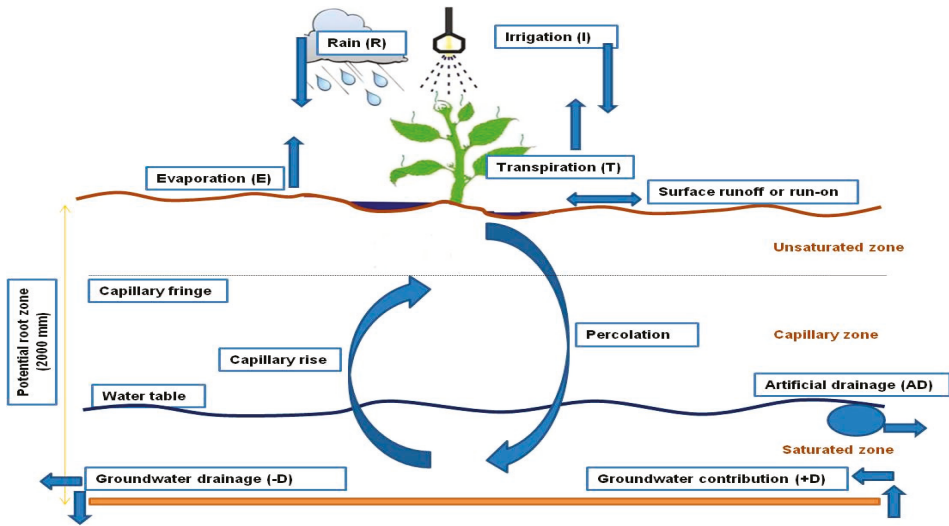 Rain (R)
Irrigation (I)
Transpiration (T)
Evaporation (E)
Surface runoff or run-on
Unsaturated zone
Potential root zone
(2000 mm)
Capillary fringe
Percolation
Capillary zone
Capillary rise
Water table
Artificial drainage (AD)
Saturated zone
Groundwater drainage (-D)
Groundwater contribution (+D)